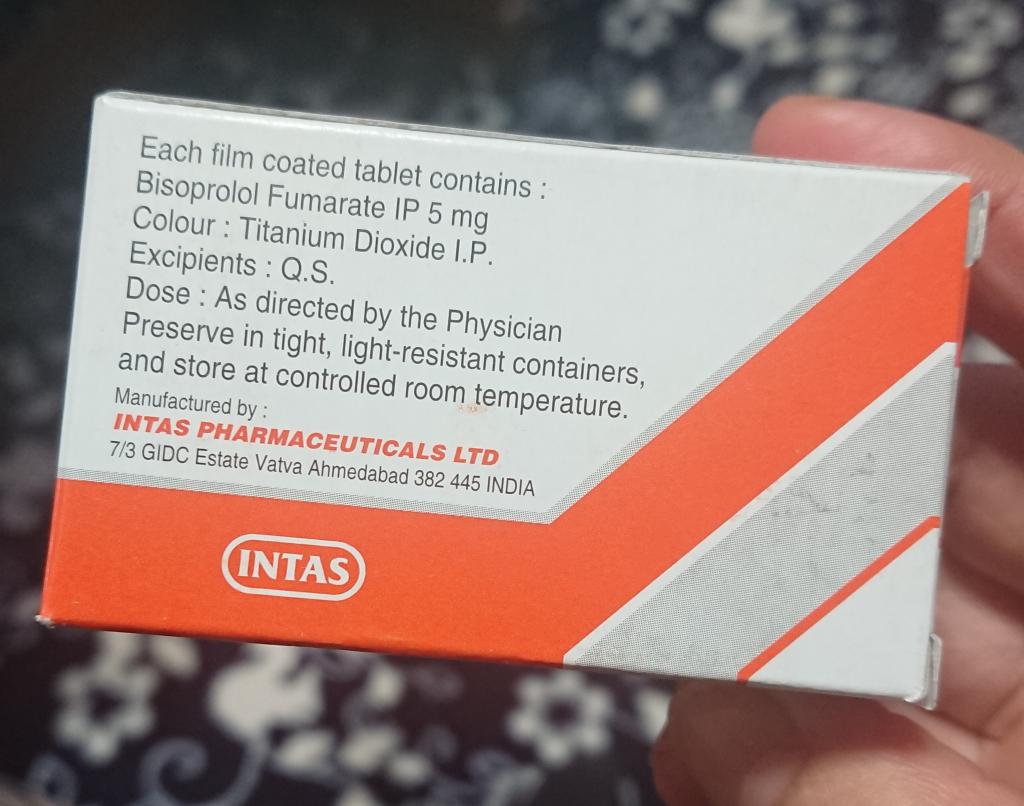 Each film coated tablet contains :
Bisoprolol Fumarate IP 5 mg
Colour : Titanium Dioxide I.P.
Excipients : Q.S.
Dose : As directed by the Physician
Preserve in tight, light-resistant containers,
and store at controlled room temperature.
Manufactured by :
INTAS PHARMACEUTICALS LTD
7/3 GIDC Estate Vatva Ahmedabad 382 445 INDIA
INTAS